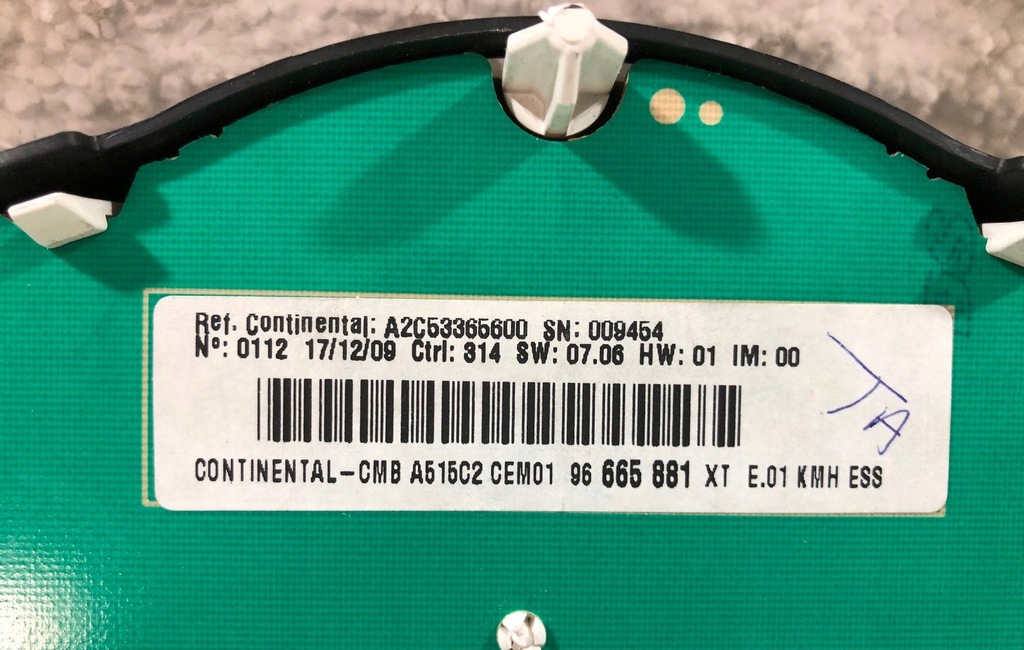 Ref. Continental: A2C53365600 SN: 009454
Nº: 0112 17/12/09 Ctrl: 314 SW: 07.06 HW: 01 IM: 00
TA
CONTINENTAL-CMB A515C2 CEM01 96 665 881 XT E.01 KMH ESS